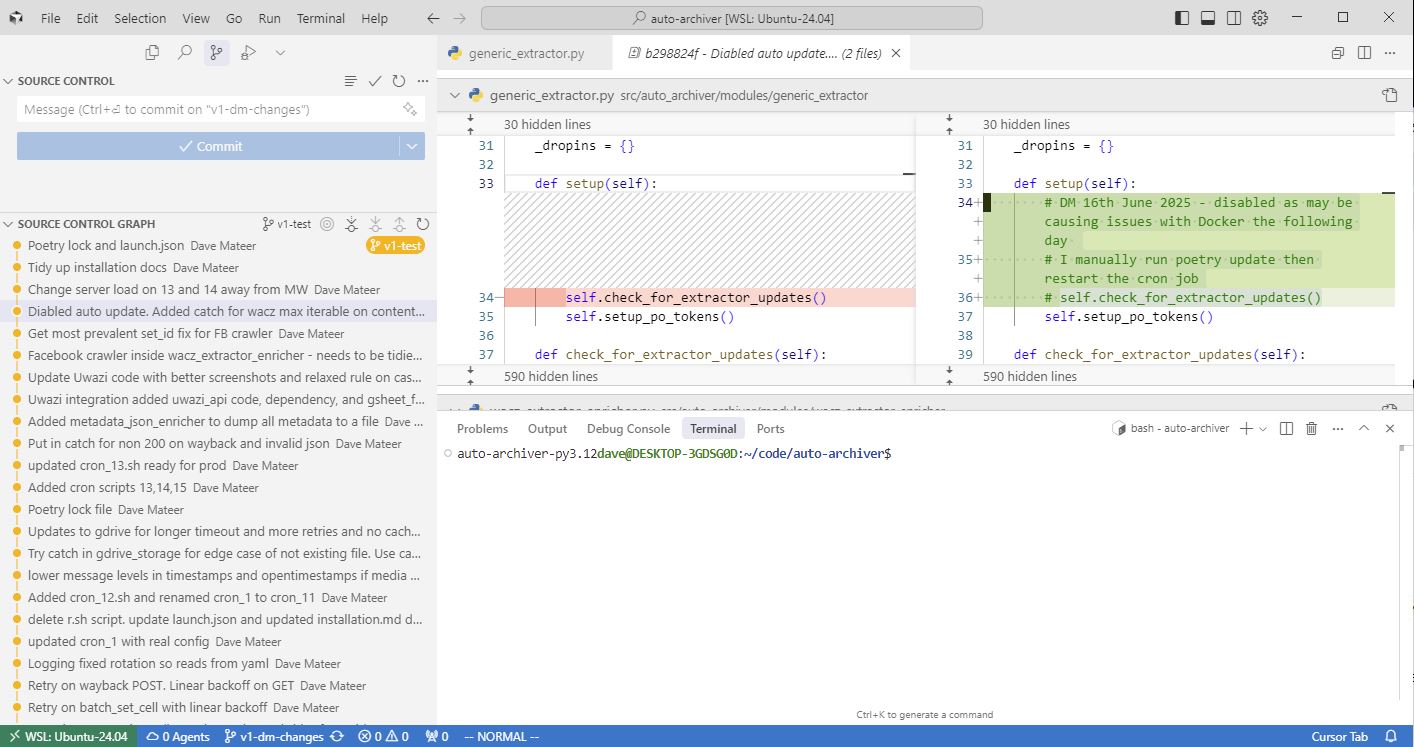 File Edit Selection View Go Run Terminal Help
auto-archiver [WSL: Ubuntu-24.04]
generic_extractor.py
b298824f - Diabled auto update.... (2 files)
SOURCE CONTROL
Message (Ctrl+⏎ to commit on "v1-dm-changes")
Commit
SOURCE CONTROL GRAPH
v1-test
Poetry lock and launch.json Dave Mateer
v1-test
Tidy up installation docs Dave Mateer
Change server load on 13 and 14 away from MW Dave Mateer
Diabled auto update. Added catch for wacz max iterable on content...
Get most prevalent set_id fix for FB crawler Dave Mateer
Facebook crawler inside wacz_extractor_enricher - needs to be tidie...
Update Uwazi code with better screenshots and relaxed rule on cas...
Uwazi integration added uwazi_api code, dependency, and gsheet_f...
Added metadata_json_enricher to dump all metadata to a file Dave ...
Put in catch for non 200 on wayback and invalid json Dave Mateer
updated cron_13.sh ready for prod Dave Mateer
Added cron scripts 13,14,15 Dave Mateer
Poetry lock file Dave Mateer
Updates to gdrive for longer timeout and more retries and no cach...
Try catch in gdrive_storage for edge case of not existing file. Use ca...
lower message levels in timestamps and opentimestamps if media ...
Added cron_12.sh and renamed cron_1 to cron_11 Dave Mateer
delete r.sh script. update launch.json and updated installation.md d...
updated cron_1 with real config Dave Mateer
Logging fixed rotation so reads from yaml Dave Mateer
Retry on wayback POST. Linear backoff on GET Dave Mateer
Retry on batch_set_cell with linear backoff Dave Mateer
generic_extractor.py src/auto_archiver/modules/generic_extractor
30 hidden lines
31 _dropins = {}
32
33 def setup(self):
34 self.check_for_extractor_updates()
35 self.setup_po_tokens()
36
37 def check_for_extractor_updates(self):
590 hidden lines
30 hidden lines
31 _dropins = {}
32
33 def setup(self):
34+ # DM 16th June 2025 - disabled as may be
+ causing issues with Docker the following
+ day
35+ # I manually run poetry update then
+ restart the cron job
36+ # self.check_for_extractor_updates()
37 self.setup_po_tokens()
38
39 def check_for_extractor_updates(self):
590 hidden lines
wacz_extractor_enricher.py src/auto_archiver/modules/wacz_extractor_enricher
Problems Output Debug Console Terminal Ports
bash - auto-archiver
auto-archiver-py3.12dave@DESKTOP-3GDSG0D:~/code/auto-archiver$
Ctrl+K to generate a command
WSL: Ubuntu-24.04 0 Agents v1-dm-changes 0 0 0 -- NORMAL -- Cursor Tab